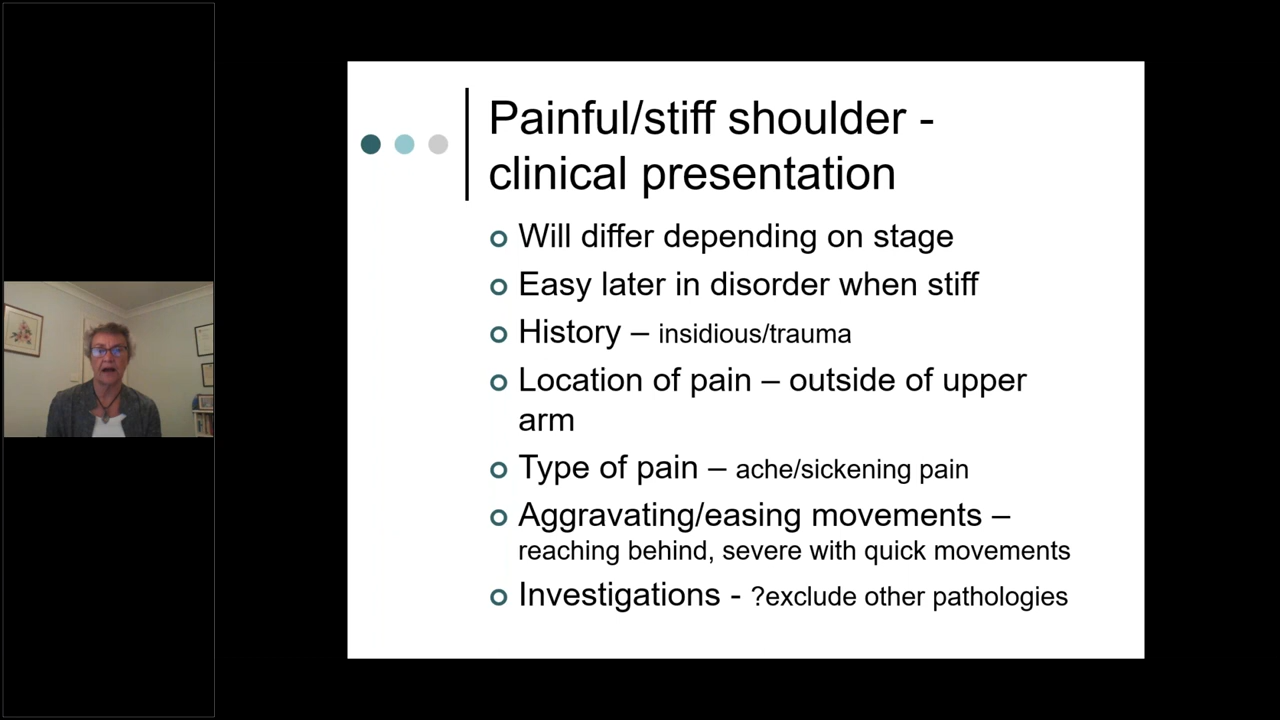 Painful/stiff shoulder -
clinical presentation
Will differ depending on stage
Easy later in disorder when stiff
History – insidious/trauma
Location of pain – outside of upper
arm
Type of pain – ache/sickening pain
Aggravating/easing movements –
reaching behind, severe with quick movements
Investigations - ?exclude other pathologies